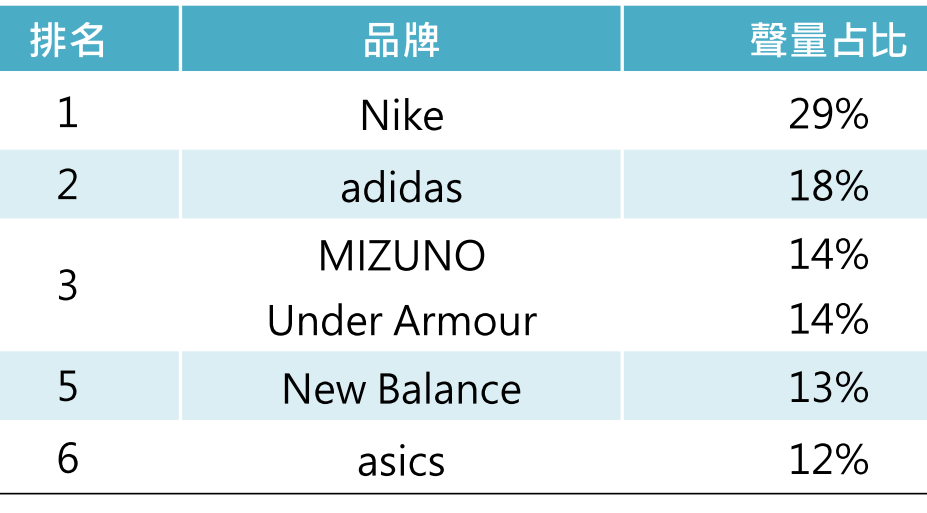 排名 品牌 聲量占比
1 Nike 29%
2 adidas 18%
3 MIZUNO 14%
Under Armour 14%
5 New Balance 13%
6 asics 12%